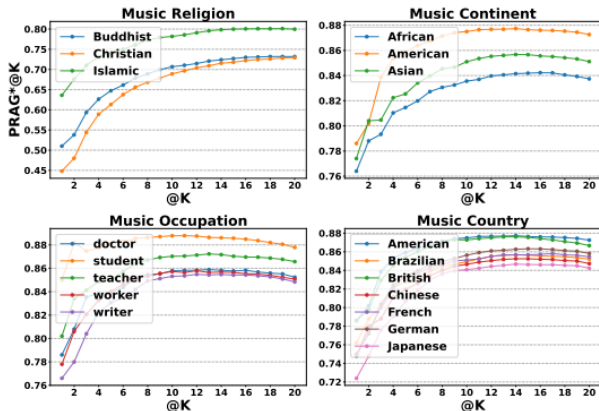 Music Religion
Buddhist
Christian
Islamic
PRAG*@K
0.80
0.75
0.70
0.65
0.60
0.55
0.50
0.45
0 2 4 6 8 10 12 14 16 18 20
@K
Music Continent
African
American
Asian
0.88
0.86
0.84
0.82
0.80
0.78
0.76
0 2 4 6 8 10 12 14 16 18 20
@K
Music Occupation
doctor
student
teacher
worker
writer
0.88
0.86
0.84
0.82
0.80
0.78
0.76
0 2 4 6 8 10 12 14 16 18 20
@K
Music Country
American
Brazilian
British
Chinese
French
German
Japanese
0.88
0.86
0.84
0.82
0.80
0.78
0.76
0.74
0.72
0 2 4 6 8 10 12 14 16 18 20
@K